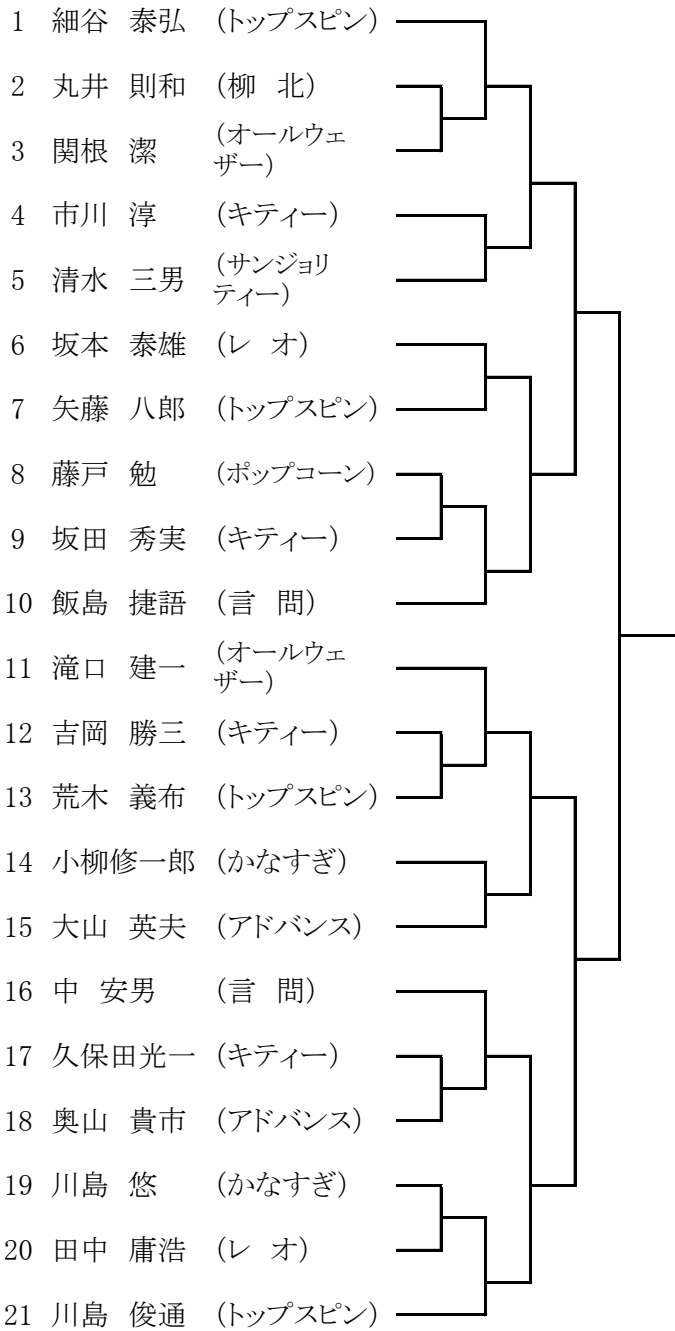 1 細谷 泰弘 (トップスピン)
2 丸井 則和 (柳 北)
3 関根 潔 (オールウェ
ザー)
4 市川 淳 (キティー)
5 清水 三男 (サンジョリ
ティー)
6 坂本 泰雄 (レ オ)
7 矢藤 八郎 (トップスピン)
8 藤戸 勉 (ポップコーン)
9 坂田 秀実 (キティー)
10 飯島 捷語 (言 問)
11 滝口 建一 (オールウェ
ザー)
12 吉岡 勝三 (キティー)
13 荒木 義布 (トップスピン)
14 小柳修一郎 (かなすぎ)
15 大山 英夫 (アドバンス)
16 中 安男 (言 問)
17 久保田光一 (キティー)
18 奥山 貴市 (アドバンス)
19 川島 悠 (かなすぎ)
20 田中 庸浩 (レ オ)
21 川島 俊通 (トップスピン)